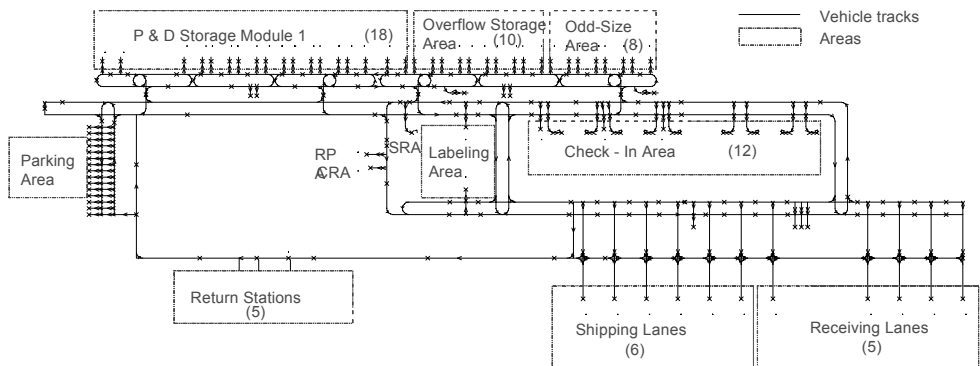 P & D Storage Module 1 (18)
Overflow Storage
Area (10)
Odd-Size
Area (8)
Vehicle tracks
Areas
Parking
Area
RP
A
CRA
SRA
Labeling
Area
Check - In Area (12)
Return Stations
(5)
Shipping Lanes
(6)
Receiving Lanes
(5)